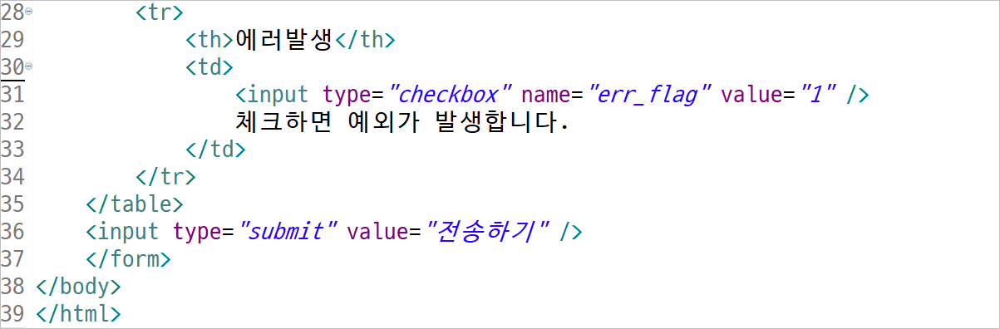 28 <tr>
29 <th>에러발생</th>
30 <td>
31 <input type="checkbox" name="err_flag" value="1" />
32 체크하면 예외가 발생합니다.
33 </td>
34 </tr>
35 </table>
36 <input type="submit" value="전송하기" />
37 </form>
38 </body>
39 </html>